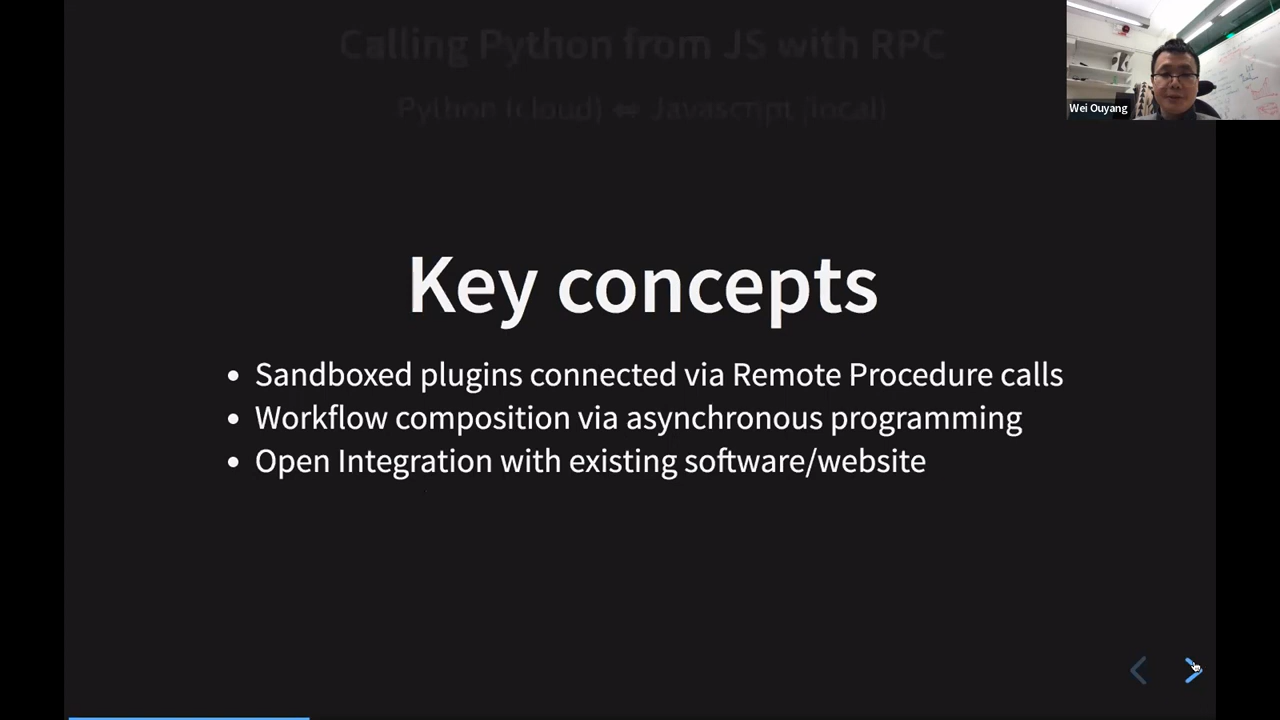 Calling Python from JS with RPC
Python (cloud) ⇔ Javascript (local)
Wei Ouyang
Key concepts
• Sandboxed plugins connected via Remote Procedure calls
• Workflow composition via asynchronous programming
• Open Integration with existing software/website